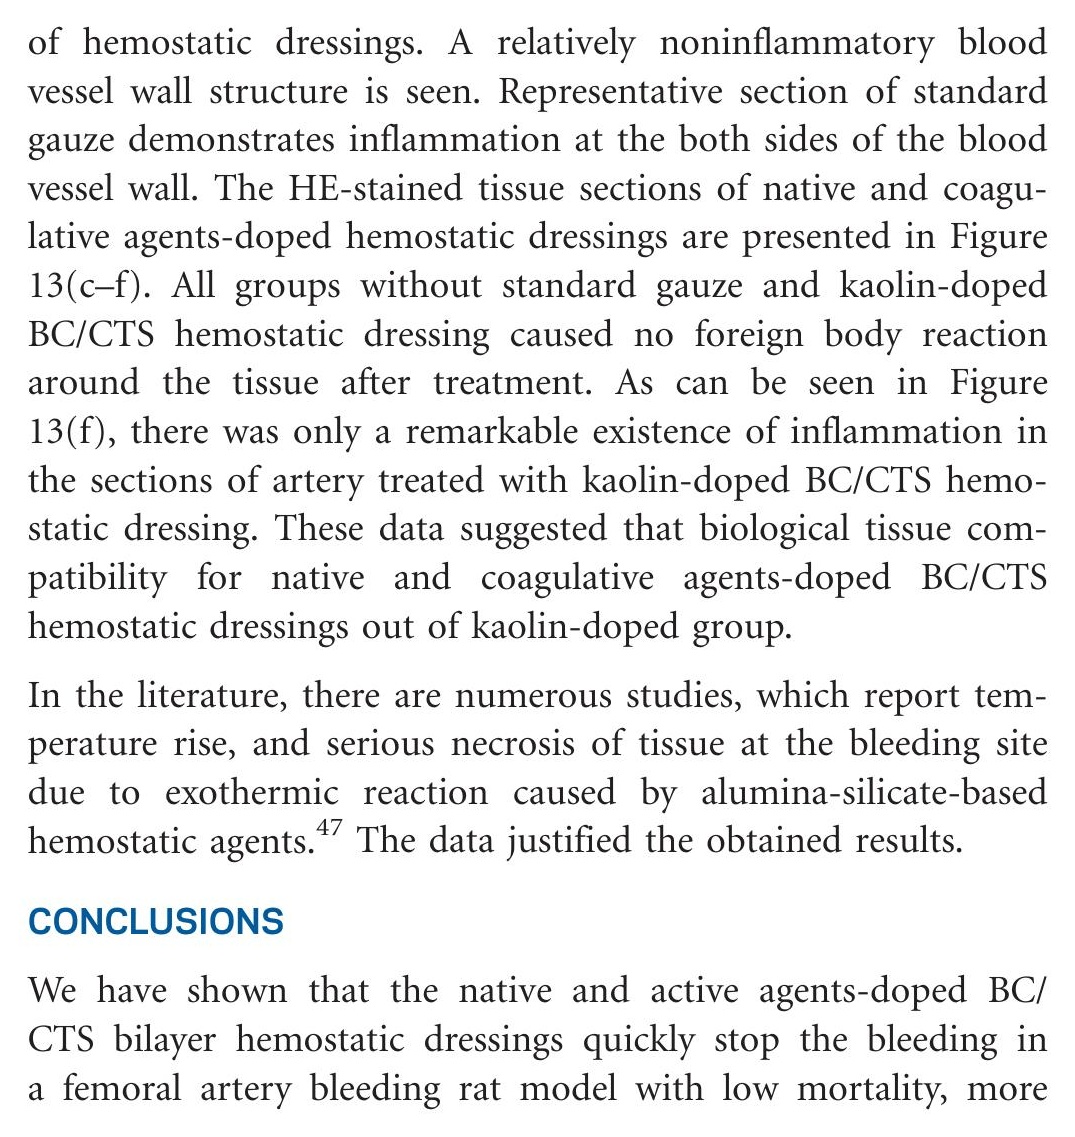 of hemostatic dressings. A relatively noninflammatory blood
vessel wall structure is seen. Representative section of standard
gauze demonstrates inflammation at the both sides of the blood
vessel wall. The HE-stained tissue sections of native and coagu-
lative agents-doped hemostatic dressings are presented in Figure
13(c–f). All groups without standard gauze and kaolin-doped
BC/CTS hemostatic dressing caused no foreign body reaction
around the tissue after treatment. As can be seen in Figure
13(f), there was only a remarkable existence of inflammation in
the sections of artery treated with kaolin-doped BC/CTS hemo-
static dressing. These data suggested that biological tissue com-
patibility for native and coagulative agents-doped BC/CTS
hemostatic dressings out of kaolin-doped group.
In the literature, there are numerous studies, which report tem-
perature rise, and serious necrosis of tissue at the bleeding site
due to exothermic reaction caused by alumina-silicate-based
hemostatic agents.47 The data justified the obtained results.
CONCLUSIONS
We have shown that the native and active agents-doped BC/
CTS bilayer hemostatic dressings quickly stop the bleeding in
a femoral artery bleeding rat model with low mortality, more